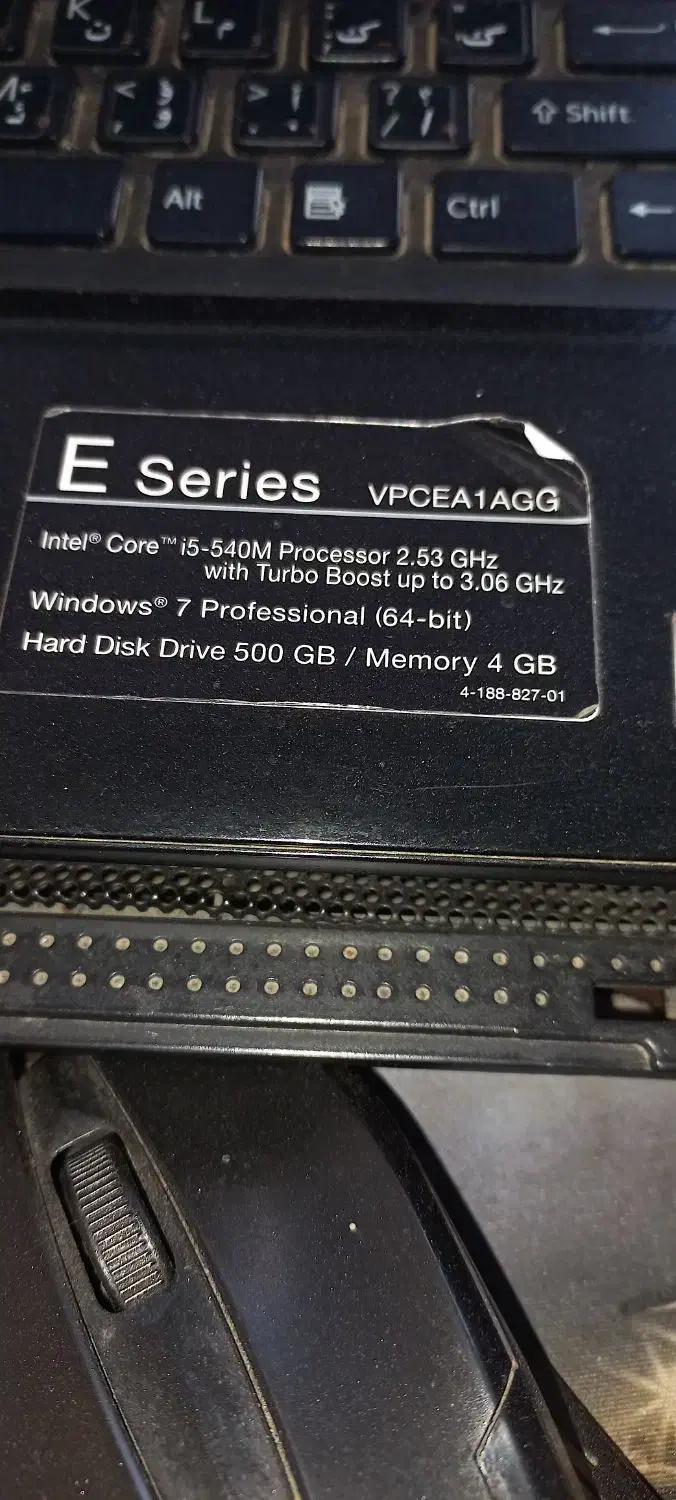 K ن
L م
ک
گ
< و
> .
? /
⇧ Shift
Alt
Ctrl
E Series VPCEA1AGG
Intel® Core™ i5-540M Processor 2.53 GHz
with Turbo Boost up to 3.06 GHz
Windows® 7 Professional (64-bit)
Hard Disk Drive 500 GB / Memory 4 GB
4-188-827-01